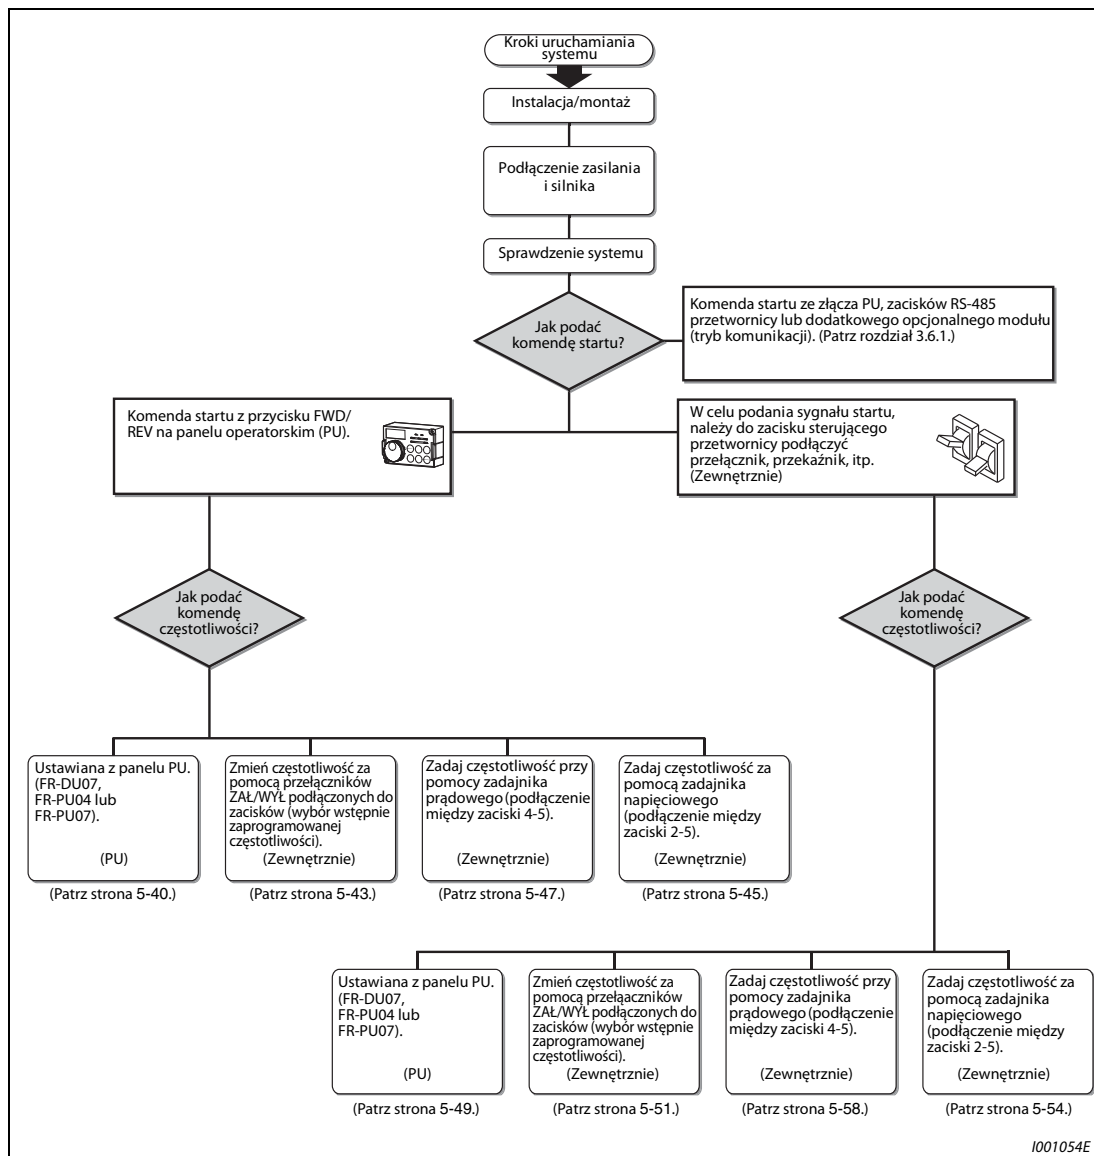 Kroki uruchamiania
systemu
Instalacja/montaż
Podłączenie zasilania
i silnika
Sprawdzenie systemu
Jak podać
komendę startu?
Komenda startu ze złącza PU, zacisków RS-485
przetwornicy lub dodatkowego opcjonalnego modułu
(tryb komunikacji). (Patrz rozdział 3.6.1.)
Komenda startu z przycisku FWD/
REV na panelu operatorskim (PU).
W celu podania sygnału startu,
należy do zacisku sterującego
przetwornicy podłączyć
przełącznik, przekaźnik, itp.
(Zewnętrznie)
Jak podać
komendę
częstotliwości?
Jak podać
komendę
częstotliwości?
Ustawiana z panelu PU.
(FR-DU07,
FR-PU04 lub
FR-PU07).
(PU)
(Patrz strona 5-40.)
Zmień częstotliwość za
pomocą przełączników
ZAŁ/WYŁ podłączonych do
zacisków (wybór wstępnie
zaprogramowanej
częstotliwości).
(Zewnętrznie)
(Patrz strona 5-43.)
Zadaj częstotliwość przy
pomocy zadajnika
prądowego (podłączenie
między zaciski 4-5).
(Zewnętrznie)
(Patrz strona 5-47.)
Zadaj częstotliwość za
pomocą zadajnika
napięciowego
(podłączenie między
zaciski 2-5).
(Zewnętrznie)
(Patrz strona 5-45.)
Ustawiana z panelu PU.
(FR-DU07,
FR-PU04 lub
FR-PU07).
(PU)
(Patrz strona 5-49.)
Zmień częstotliwość za
pomocą przełąaczników
ZAŁ/WYŁ podłączonych do
zacisków (wybór wstępnie
zaprogramowanej
częstotliwości).
(Zewnętrznie)
(Patrz strona 5-51.)
Zadaj częstotliwość przy
pomocy zadajnika
prądowego (podłączenie
między zaciski 4-5).
(Zewnętrznie)
(Patrz strona 5-58.)
Zadaj częstotliwość za
pomocą zadajnika
napięciowego
(podłączenie między
zaciski 2-5).
(Zewnętrznie)
(Patrz strona 5-54.)
I001054E